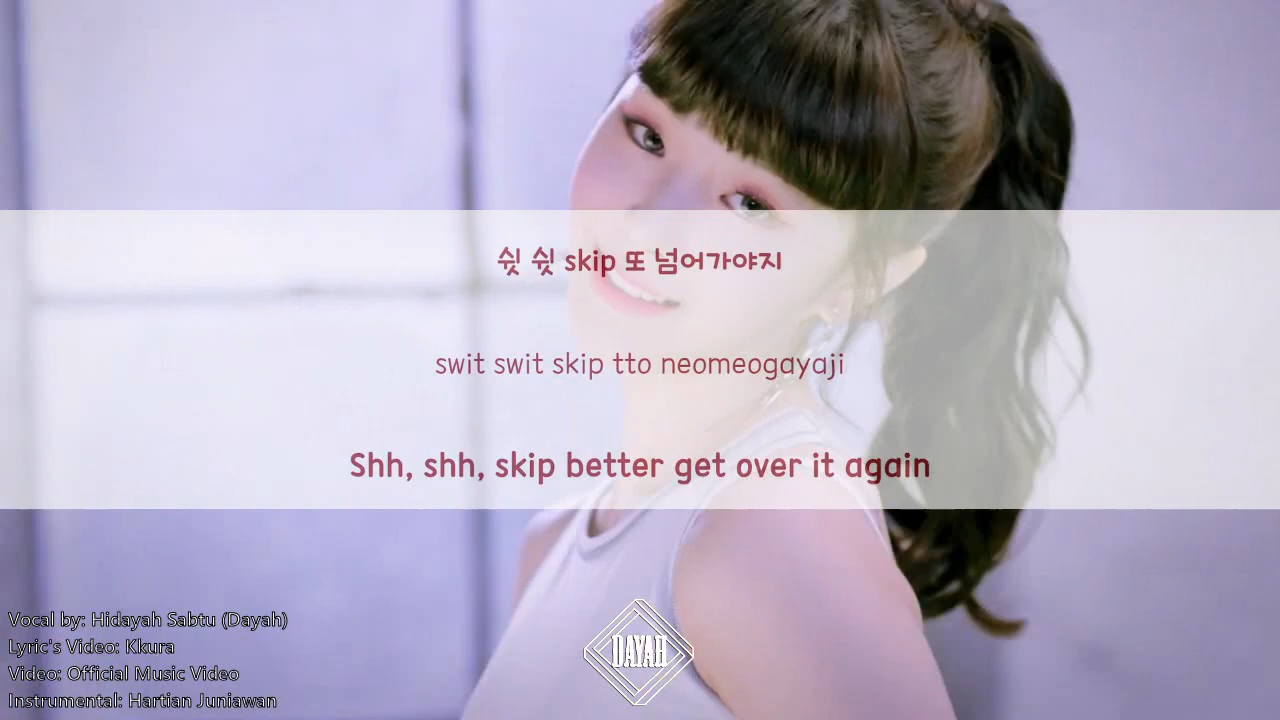 쉿 쉿 skip 또 넘어가야지
swit swit skip tto neomeogayaji
Shh, shh, skip better get over it again
Vocal by: Hidayah Sabtu (Dayah)
Lyric's Video: Kkura
Video: Official Music Video
Instrumental: Hartian Juniawan
DAYAH